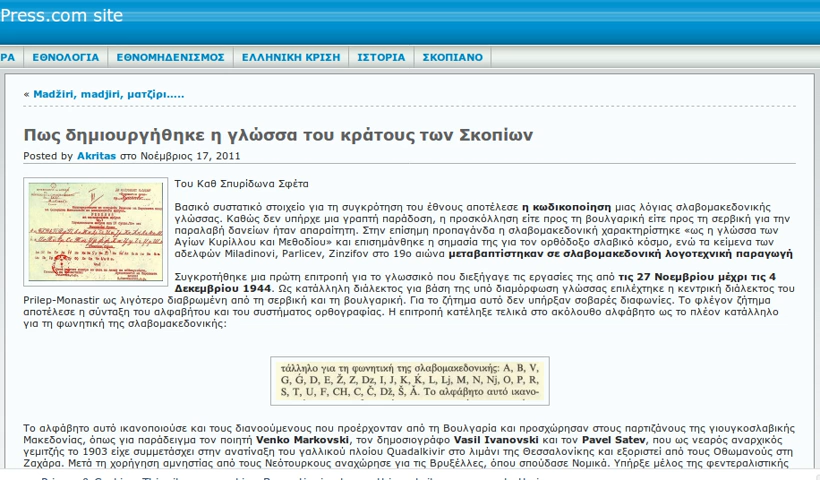 Press.com site
ΡΑ ΕΘΝΟΛΟΓΙΑ ΕΘΝΟΜΗΔΕΝΙΣΜΟΣ ΕΛΛΗΝΙΚΗ ΚΡΙΣΗ ΙΣΤΟΡΙΑ ΣΚΟΠΙΑΝΟ
« Madžiri, madjiri, ματζίρι.....
Πως δημιουργήθηκε η γλώσσα του κράτους των Σκοπίων
Posted by Akritas στο Νοέμβριος 17, 2011
Του Καθ Σπυρίδωνα Σφέτα
Βασικό συστατικό στοιχείο για τη συγκρότηση του έθνους αποτέλεσε η κωδικοποίηση μιας λόγιας σλαβομακεδονικής
γλώσσας. Καθώς δεν υπήρχε μια γραπτή παράδοση, η προσκόλληση είτε προς τη βουλγαρική είτε προς τη σερβική για την
παραλαβή δανείων ήταν απαραίτητη. Στην επίσημη προπαγάνδα η σλαβομακεδονική χαρακτηρίστηκε «ως η γλώσσα των
Αγίων Κυρίλλου και Μεθοδίου» και επισημάνθηκε η σημασία της για τον ορθόδοξο σλαβικό κόσμο, ενώ τα κείμενα των
αδελφών Miladinovi, Parlicev, Zinzifov στο 19ο αιώνα μεταβαπτίστηκαν σε σλαβομακεδονική λογοτεχνική παραγωγή
Συγκροτήθηκε μια πρώτη επιτροπή για το γλωσσικό που διεξήγαγε τις εργασίες της από τις 27 Νοεμβριου μέχρι τις 4
Δεκεμβρίου 1944. Ως κατάλληλη διάλεκτος για βάση της υπό διαμόρφωση γλώσσας επιλέχτηκε η κεντρική διάλεκτος του
Prilep-Monastir ως λιγότερο διαβρωμένη από τη σερβική και τη βουλγαρική. Για το ζήτημα αυτό δεν υπήρξαν σοβαρές διαφωνίες. Το φλέγον ζήτημα
αποτέλεσε η σύνταξη του αλφαβήτου και του συστήματος ορθογραφίας. Η επιτροπή κατέληξε τελικά στο ακόλουθο αλφάβητο ως το πλέον κατάλληλο
για τη φωνητική της σλαβομακεδονικής:
τάλληλο για τη φωνητική της σλαβομακεδονικής: A, B, V,
G, Ǵ, D, E, Ž, Z, Dz, I, J, K, Ḱ, L, Lj, M, N, Nj, O, P, R,
S, T, U, F, CH, C, Č, Dž, Š, Ă. Το αλφάβητο αυτό ικανο-
Το αλφάβητο αυτό ικανοποιούσε και τους διανοούμενους που προέρχονταν από τη Βουλγαρία και προσχώρησαν στους παρτιζάνους της γιουγκοσλαβικής
Μακεδονίας, όπως για παράδειγμα τον ποιητή Venko Markovski, τον δημοσιογράφο Vasil Ivanovski και τον Pavel Satev, που ως νεαρός αναρχικός
γεμιτζής το 1903 είχε συμμετάσχει στην ανατίναξη του γαλλικού πλοίου Quadalkivir στο λιμάνι της Θεσσαλονίκης και εξοριστεί από τους Οθωμανούς στη
Ζαχάρα. Μετά τη χορήγηση αμνηστίας από τους Νεότουρκους αναχώρησε για τις Βρυξέλλες, όπου σπούδασε Νομικά. Υπήρξε μέλος της φεντεραλιστικής